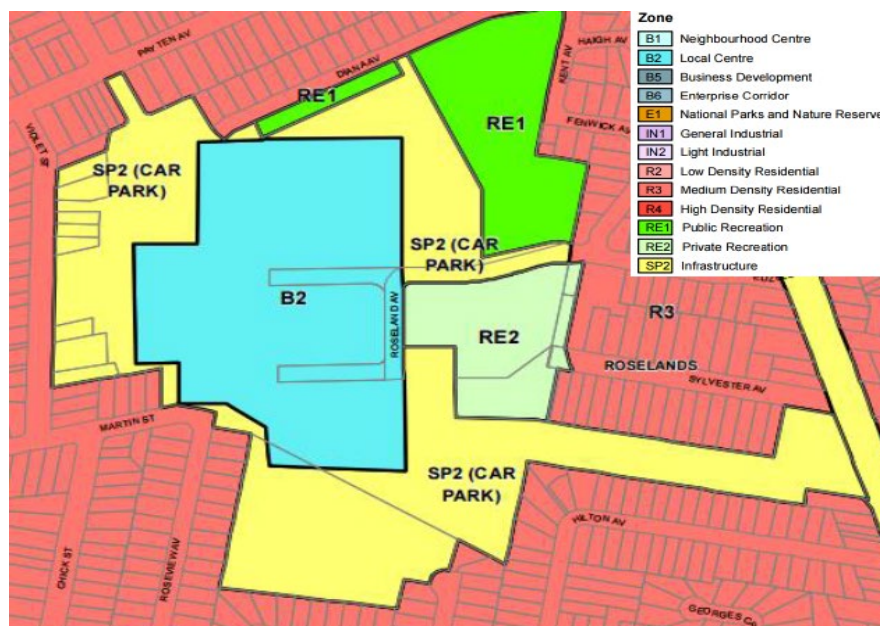 PAYTEN AV
DIANA AV
RE1
KENT AV
HAIGH AV
FENWICK
VIOLET ST
RE1
SP2 (CAR
PARK)
SP2 (CAR
PARK)
B2
ROSELAND AV
RE2
R3
ROSELANDS
SYLVESTER AV
MARTIN ST
SP2 (CAR
PARK)
HILTON AV
CHICK ST
ROSEVIEW AV
GEORGES
Zone
B1 Neighbourhood Centre
B2 Local Centre
B5 Business Development
B6 Enterprise Corridor
E1 National Parks and Nature Reserve
IN1 General Industrial
IN2 Light Industrial
R2 Low Density Residential
R3 Medium Density Residential
R4 High Density Residential
RE1 Public Recreation
RE2 Private Recreation
SP2 Infrastructure